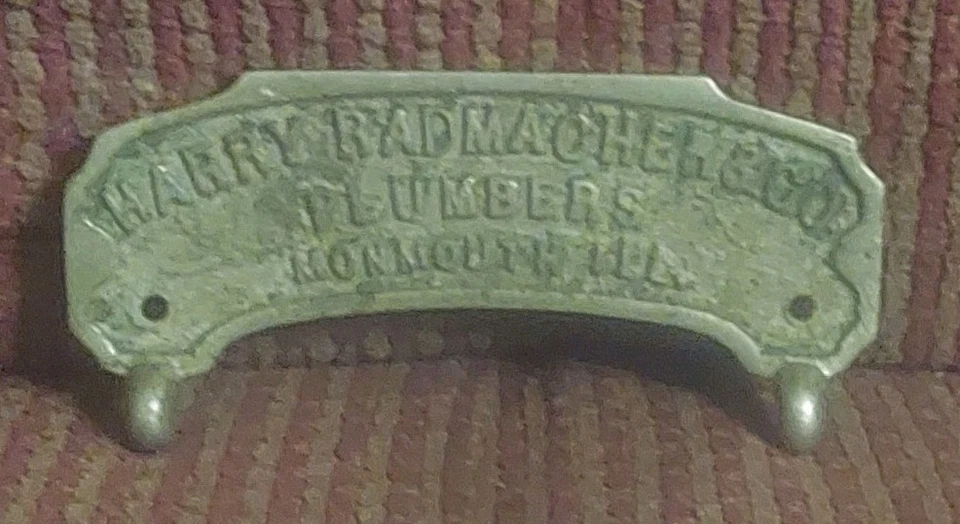 HARRY RADMACHER & CO.
PLUMBERS
MONMOUTH ILL.